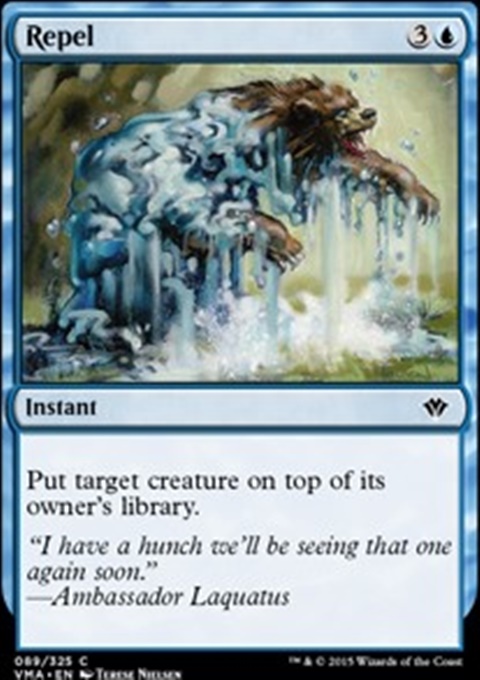 Repel 3
Instant
Put target creature on top of its
owner's library.
"I have a hunch we'll be seeing that one
again soon."
—Ambassador Laquatus
089/325 C
VMA • EN Terese Nielsen
™ & © 2015 Wizards of the Coast